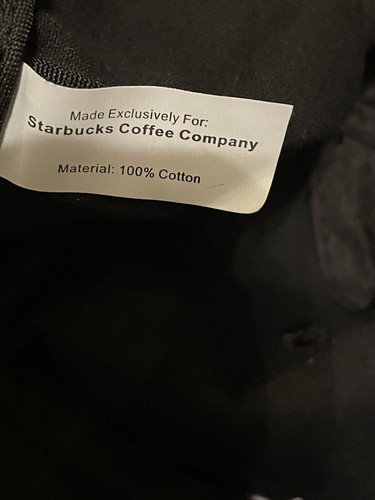 Made Exclusively For:
Starbucks Coffee Company
Material: 100% Cotton